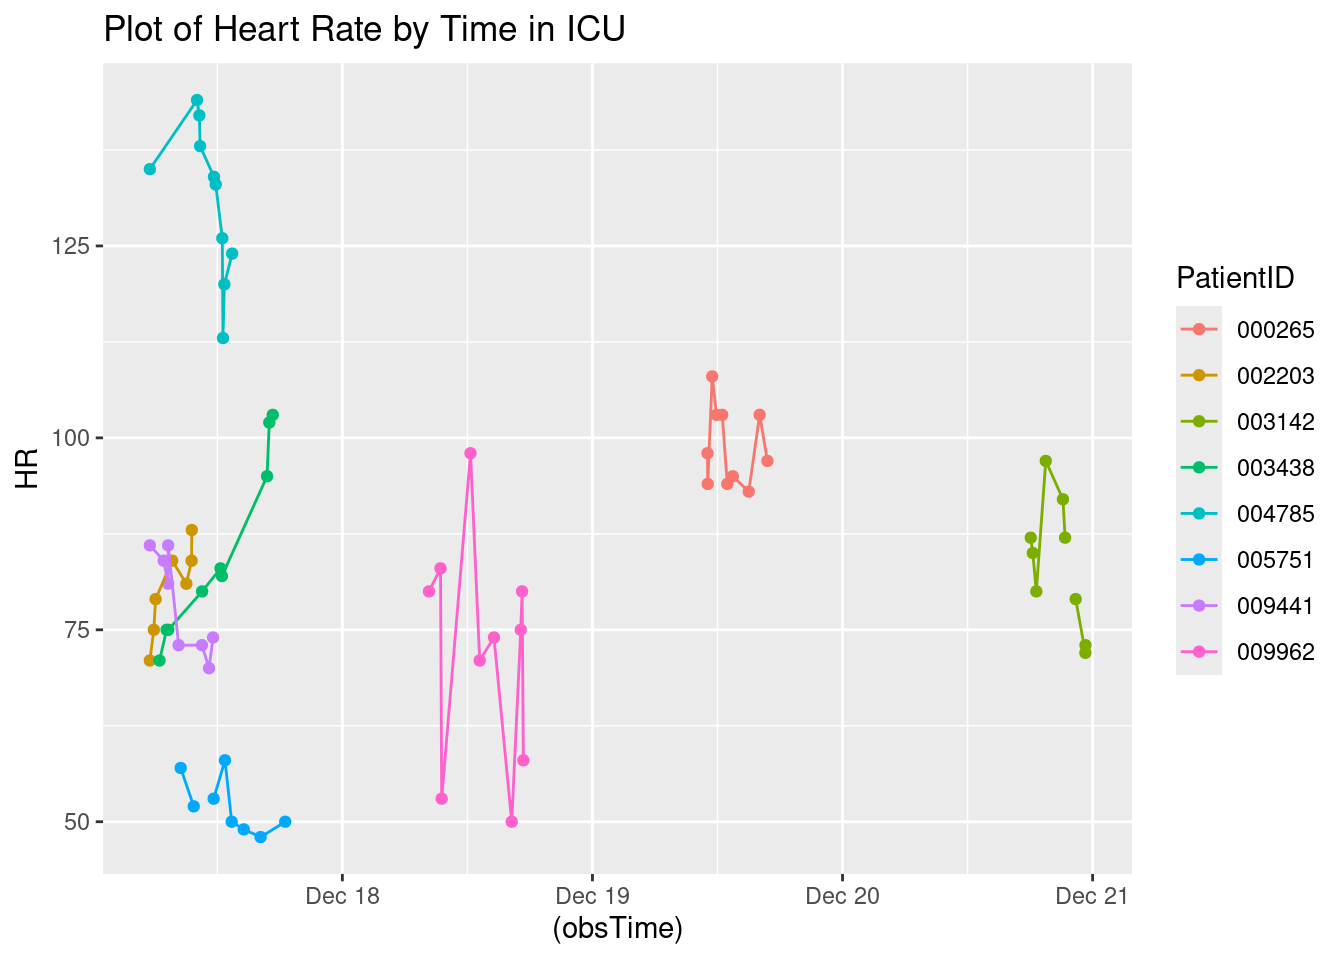 Plot of Heart Rate by Time in ICU
HR
125
100
75
50
Dec 18 Dec 19 Dec 20 Dec 21
(obsTime)
PatientID
000265
002203
003142
003438
004785
005751
009441
009962